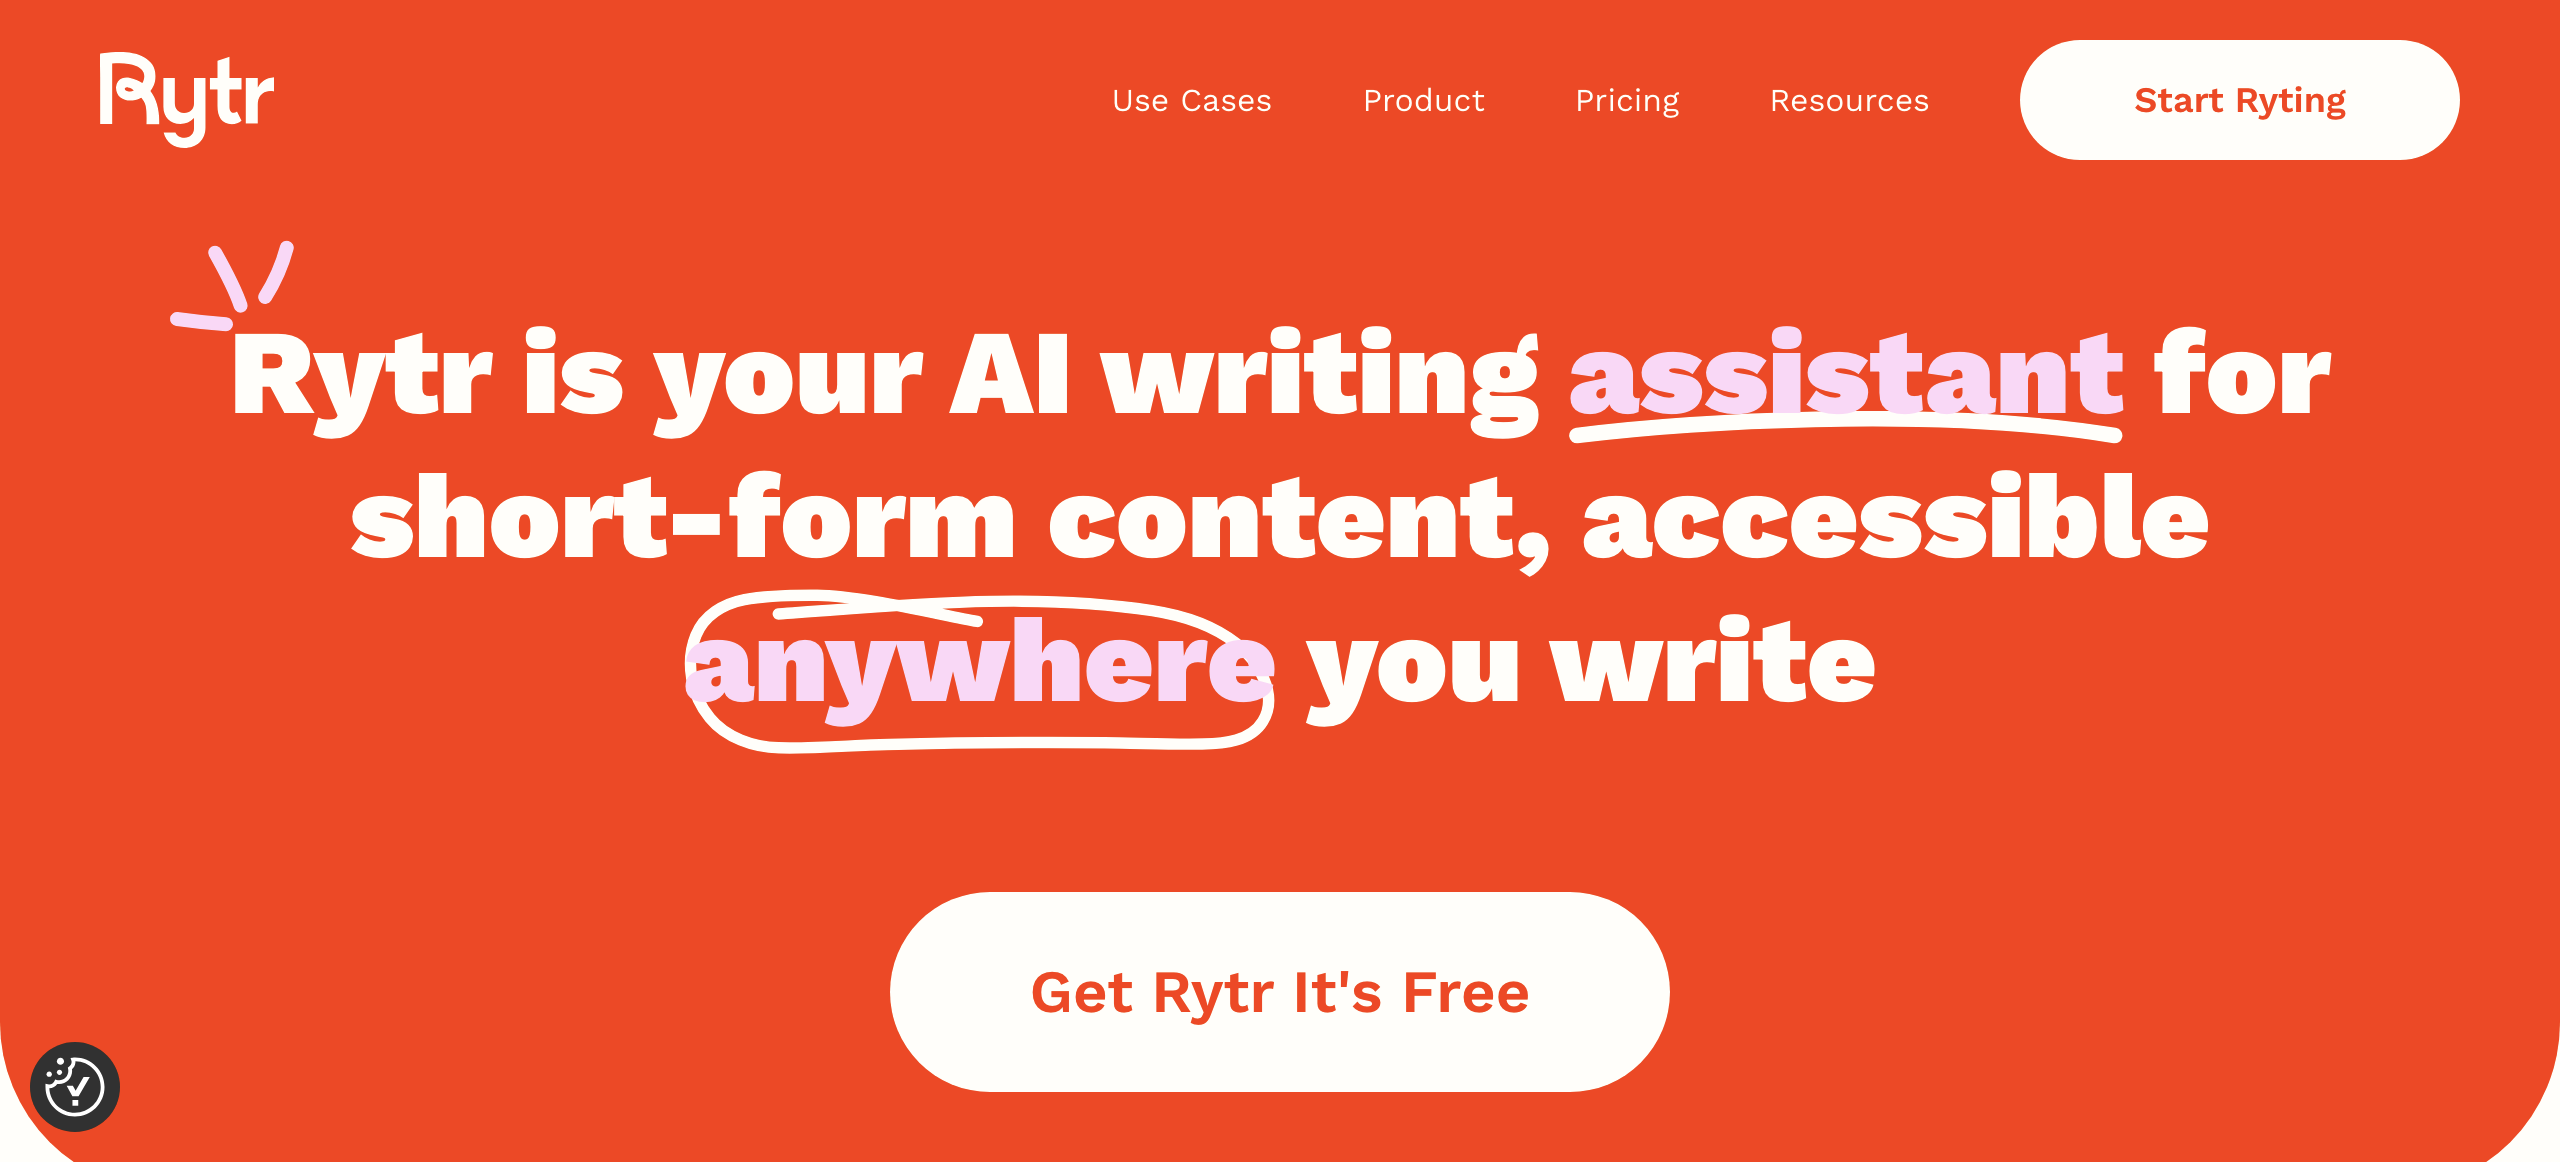 Rytr
Use Cases
Product
Pricing
Resources
Start Ryting
Rytr is your AI writing assistant for
short-form content, accessible
anywhere you write
Get Rytr It's Free